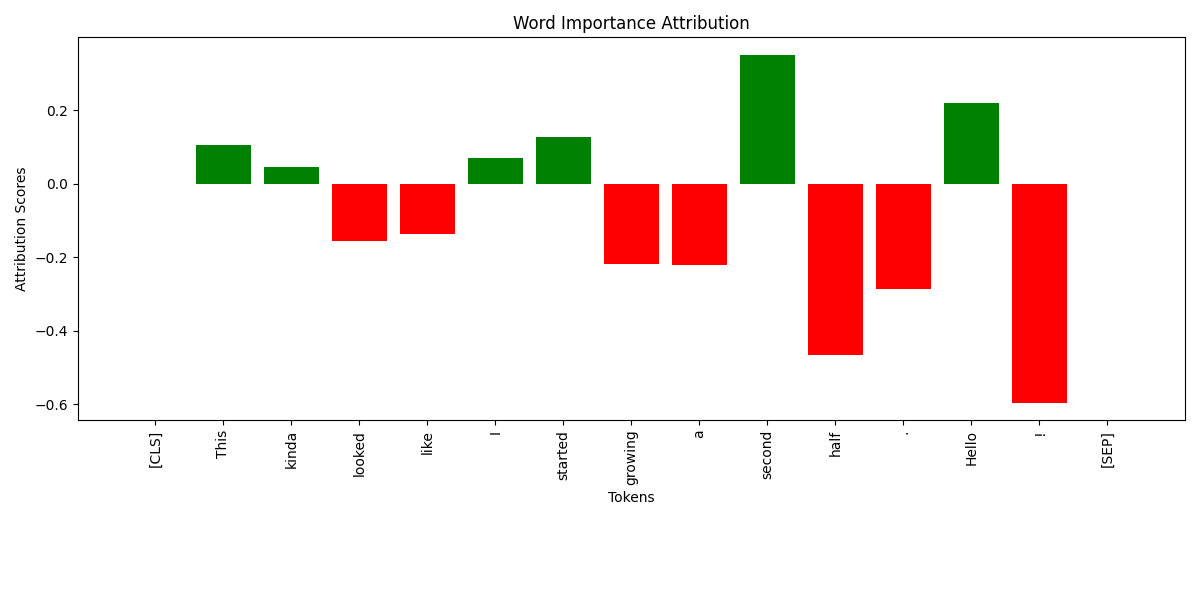 Word Importance Attribution
Attribution Scores
0.2
0.0
−0.2
−0.4
−0.6
[CLS] This kinda looked like I started growing a second half . Hello ! [SEP]
Tokens